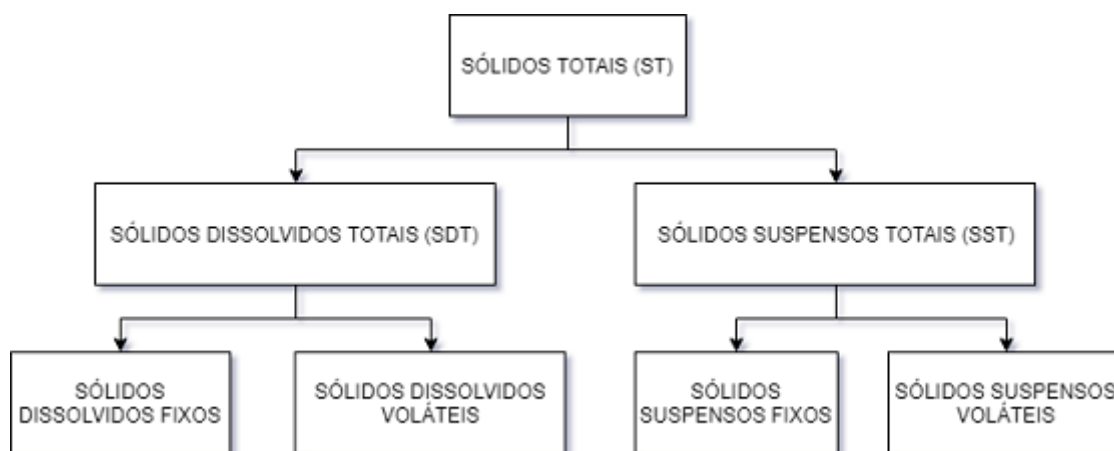 SÓLIDOS TOTAIS (ST)
SÓLIDOS DISSOLVIDOS TOTAIS (SDT)
SÓLIDOS SUSPENSOS TOTAIS (SST)
SÓLIDOS
DISSOLVIDOS FIXOS
SÓLIDOS DISSOLVIDOS
VOLÁTEIS
SÓLIDOS
SUSPENSOS FIXOS
SÓLIDOS SUSPENSOS
VOLÁTEIS